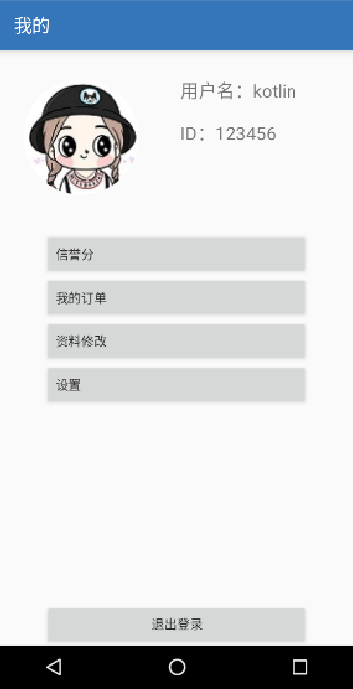 我的
用户名：kotlin
ID：123456
信誉分
我的订单
资料修改
设置
退出登录